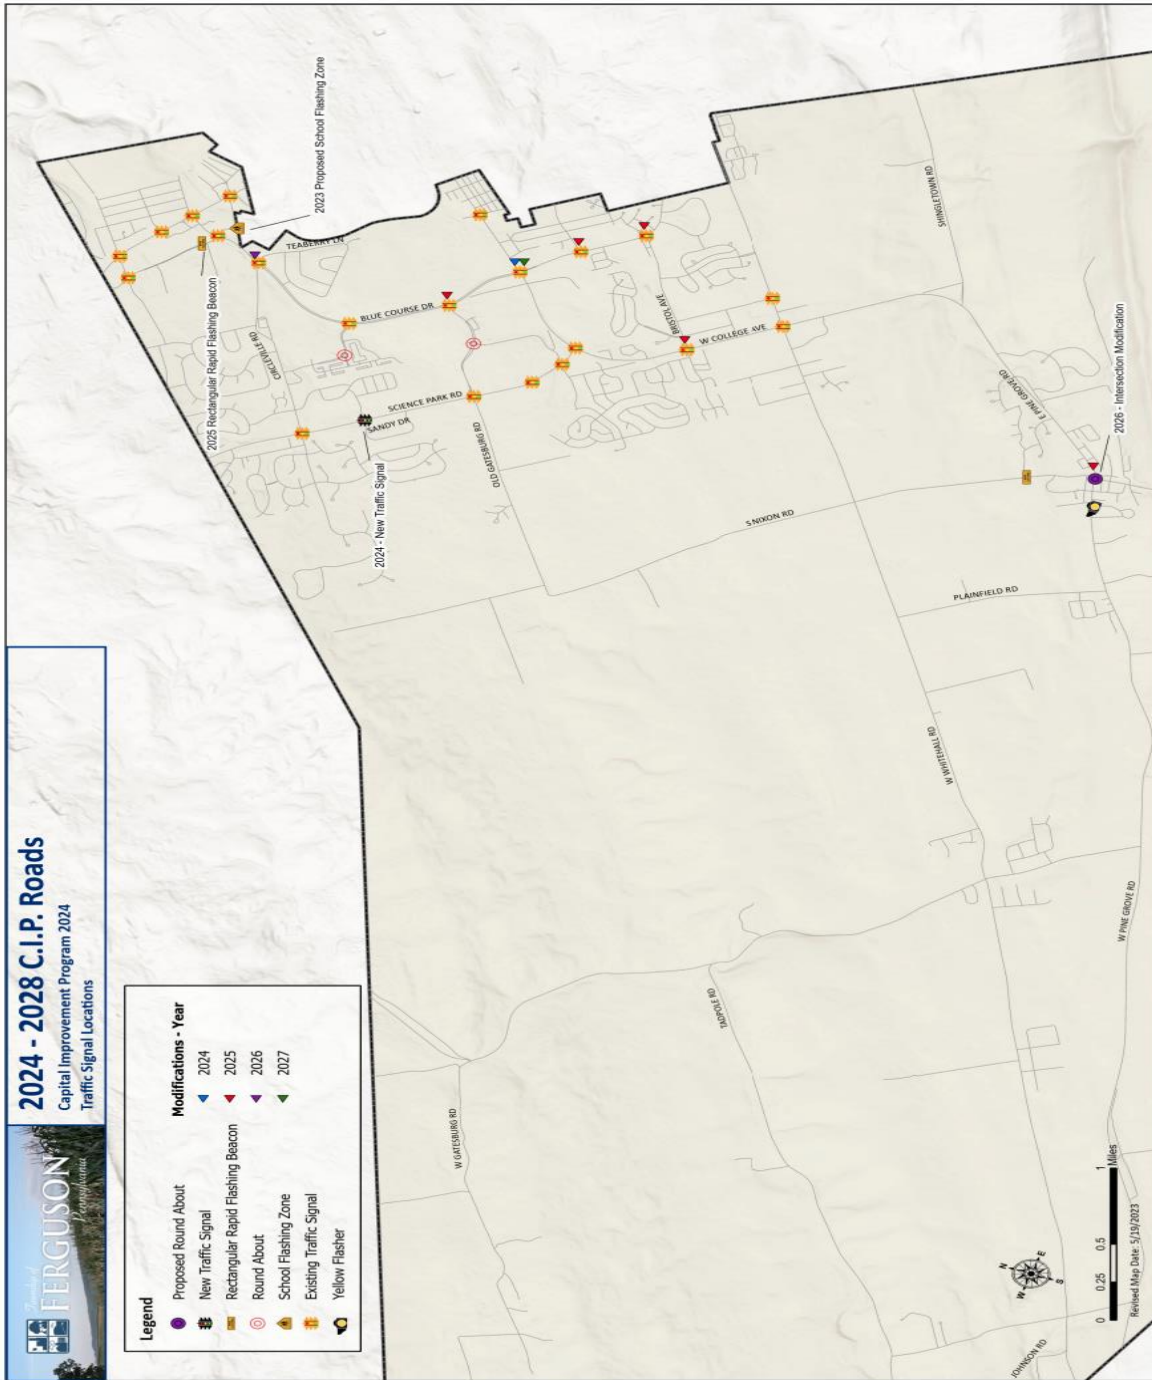 2024 - 2028 C.I.P. Roads
Capital Improvement Program 2024
Traffic Signal Locations
Township of
FERGUSON
Pennsylvania
Legend
Proposed Round About
New Traffic Signal
Rectangular Rapid Flashing Beacon
Round About
School Flashing Zone
Existing Traffic Signal
Yellow Flasher
Modifications - Year
2024
2025
2026
2027
2023 Proposed School Flashing Zone
2025 Rectangular Rapid Flashing Beacon
2024 - New Traffic Signal
2026 - Intersection Modification
TEABERRY LN
BLUE COURSE DR
CIRCLEVILLE RD
SCIENCE PARK RD
SANDY DR
OLD GATESBURG RD
BRISTOL AVE
W COLLEGE AVE
SHINGLETOWN RD
E PINE GROVE RD
S NIXON RD
PLAINFIELD RD
W WHITEHALL RD
W PINE GROVE RD
TADPOLE RD
W GATESBURG RD
JOHNSON RD
N
E
S
W
0 0.25 0.5 1
Miles
Revised Map Date: 5/19/2023